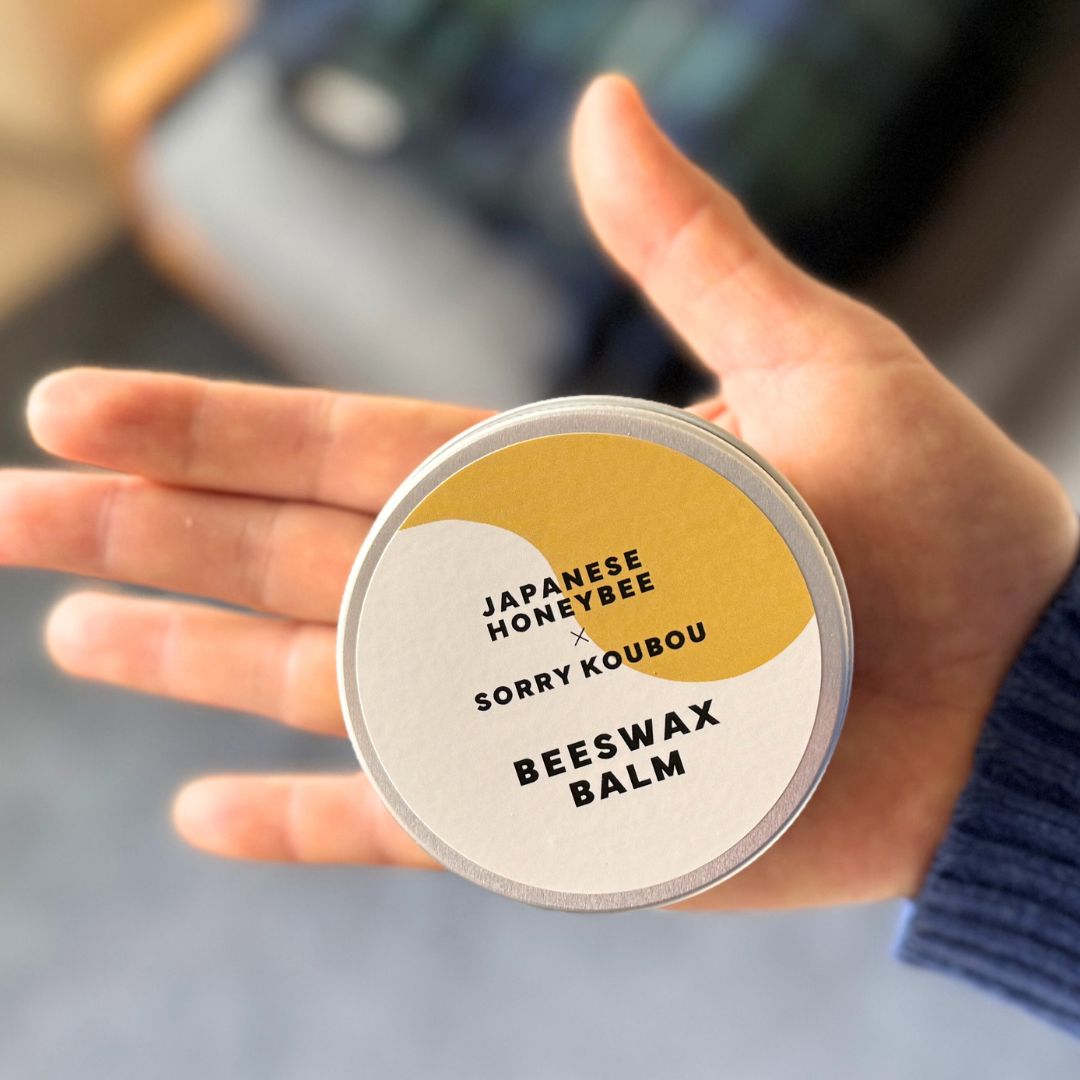 JAPANESE
HONEYBEE
×
SORRY KOUBOU
BEESWAX
BALM